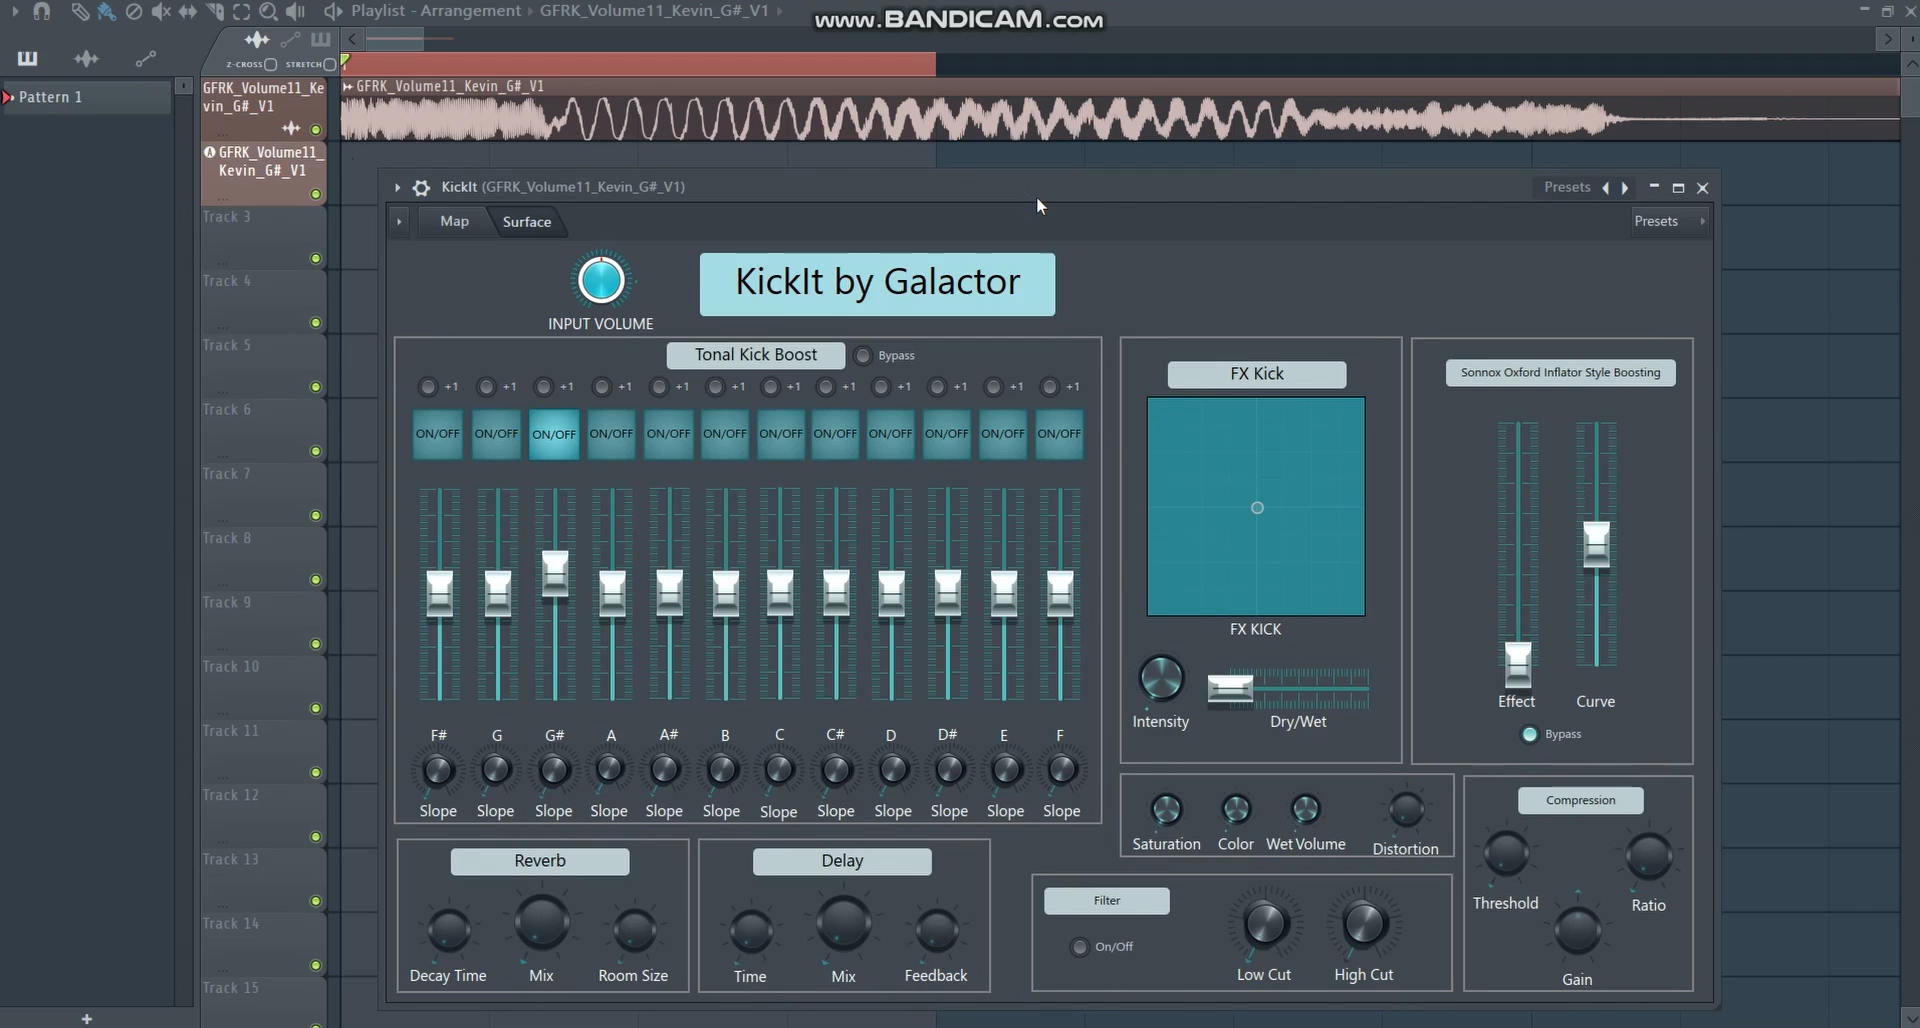 Playlist - Arrangement › GFRK_Volume11_Kevin_G#_V1 ›
www.BANDICAM.com
Z-CROSS STRETCH
Pattern 1
GFRK_Volume11_Ke
vin_G#_V1
GFRK_Volume11_Kevin_G#_V1
GFRK_Volume11_
Kevin_G#_V1
Track 3
Track 4
Track 5
Track 6
Track 7
Track 8
Track 9
Track 10
Track 11
Track 12
Track 13
Track 14
Track 15
KickIt (GFRK_Volume11_Kevin_G#_V1)
Presets
Map Surface
Presets
INPUT VOLUME
KickIt by Galactor
Tonal Kick Boost Bypass
+1 +1 +1 +1 +1 +1 +1 +1 +1 +1 +1 +1
ON/OFF ON/OFF ON/OFF ON/OFF ON/OFF ON/OFF ON/OFF ON/OFF ON/OFF ON/OFF ON/OFF ON/OFF
F# G G# A A# B C C# D D# E F
Slope Slope Slope Slope Slope Slope Slope Slope Slope Slope Slope Slope
FX Kick
FX KICK
Intensity Dry/Wet
Sonnox Oxford Inflator Style Boosting
Effect Curve
Bypass
Saturation Color Wet Volume Distortion
Compression
Threshold Ratio
Gain
Reverb
Decay Time Mix Room Size
Delay
Time Mix Feedback
Filter
On/Off
Low Cut High Cut